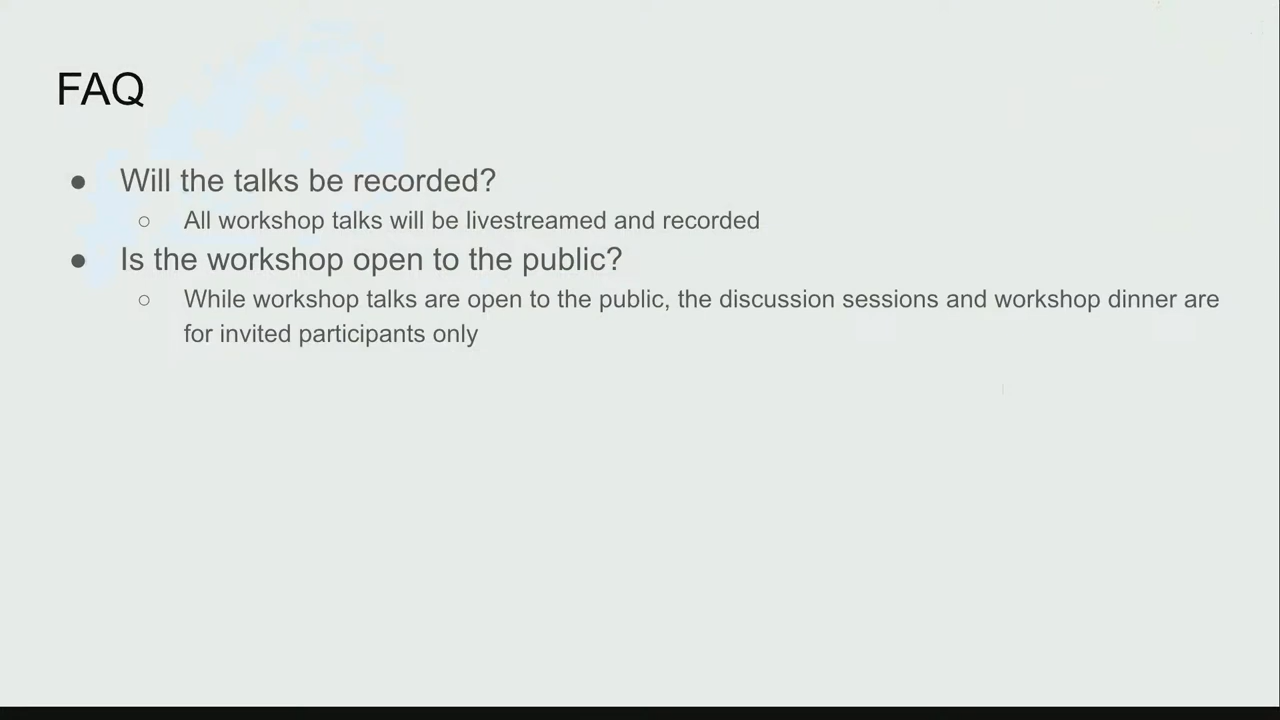 FAQ
● Will the talks be recorded?
○ All workshop talks will be livestreamed and recorded
● Is the workshop open to the public?
○ While workshop talks are open to the public, the discussion sessions and workshop dinner are
for invited participants only